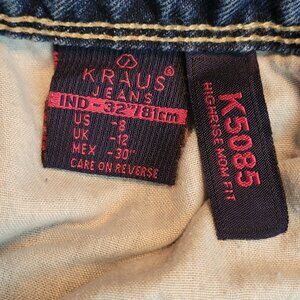 KRAUS®
JEANS
IND - 32"/81cm
US -8
UK -12
MEX -30"
CARE ON REVERSE
K5085
HIGHRISE MOM FIT